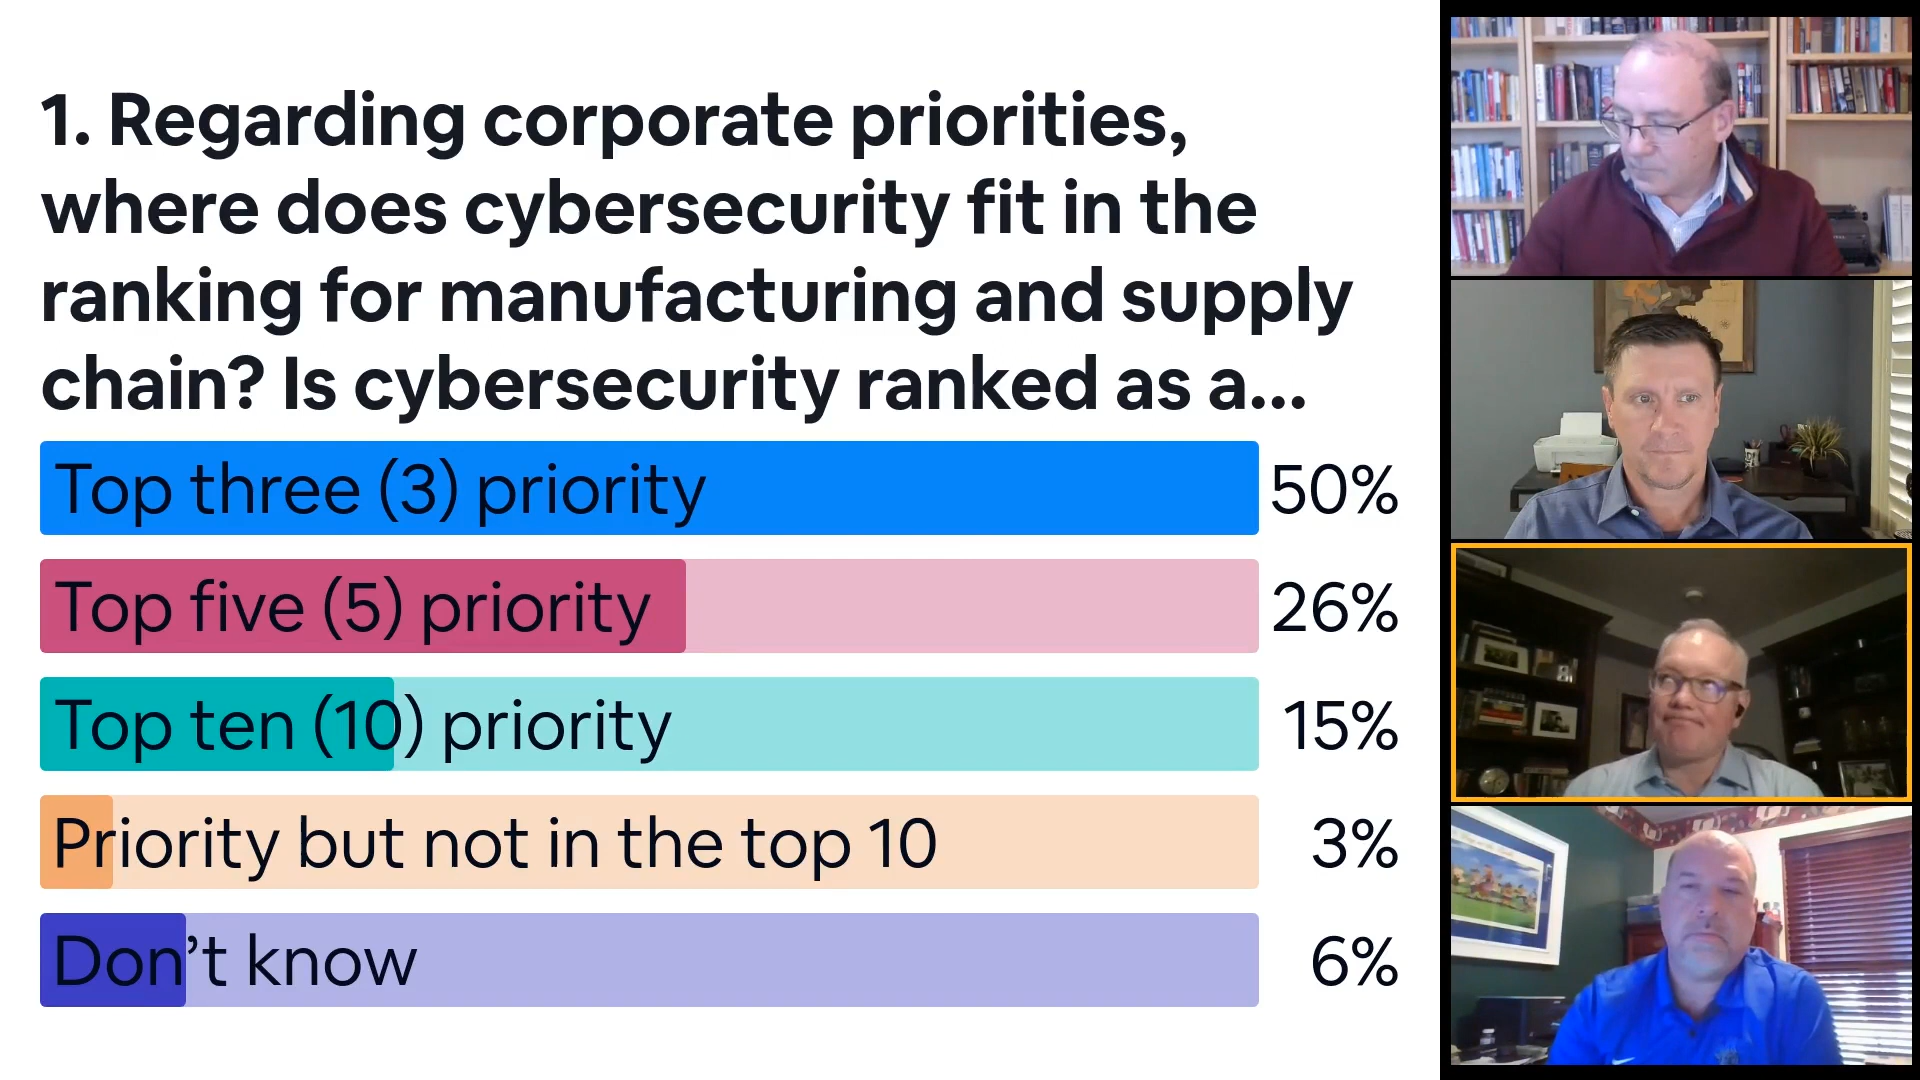 1. Regarding corporate priorities,
where does cybersecurity fit in the
ranking for manufacturing and supply
chain? Is cybersecurity ranked as a...
Top three (3) priority 50%
Top five (5) priority 26%
Top ten (10) priority 15%
Priority but not in the top 10 3%
Don’t know 6%